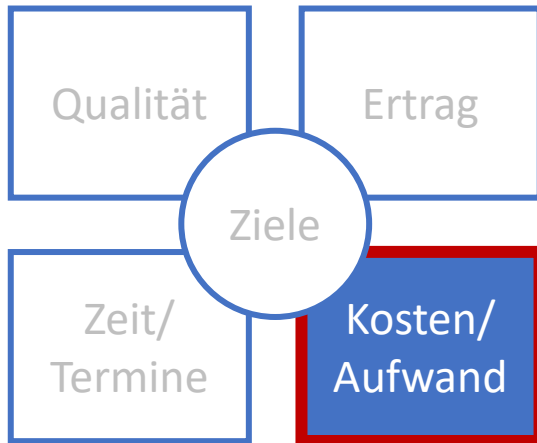 Qualität
Ertrag
Ziele
Zeit/
Termine
Kosten/
Aufwand